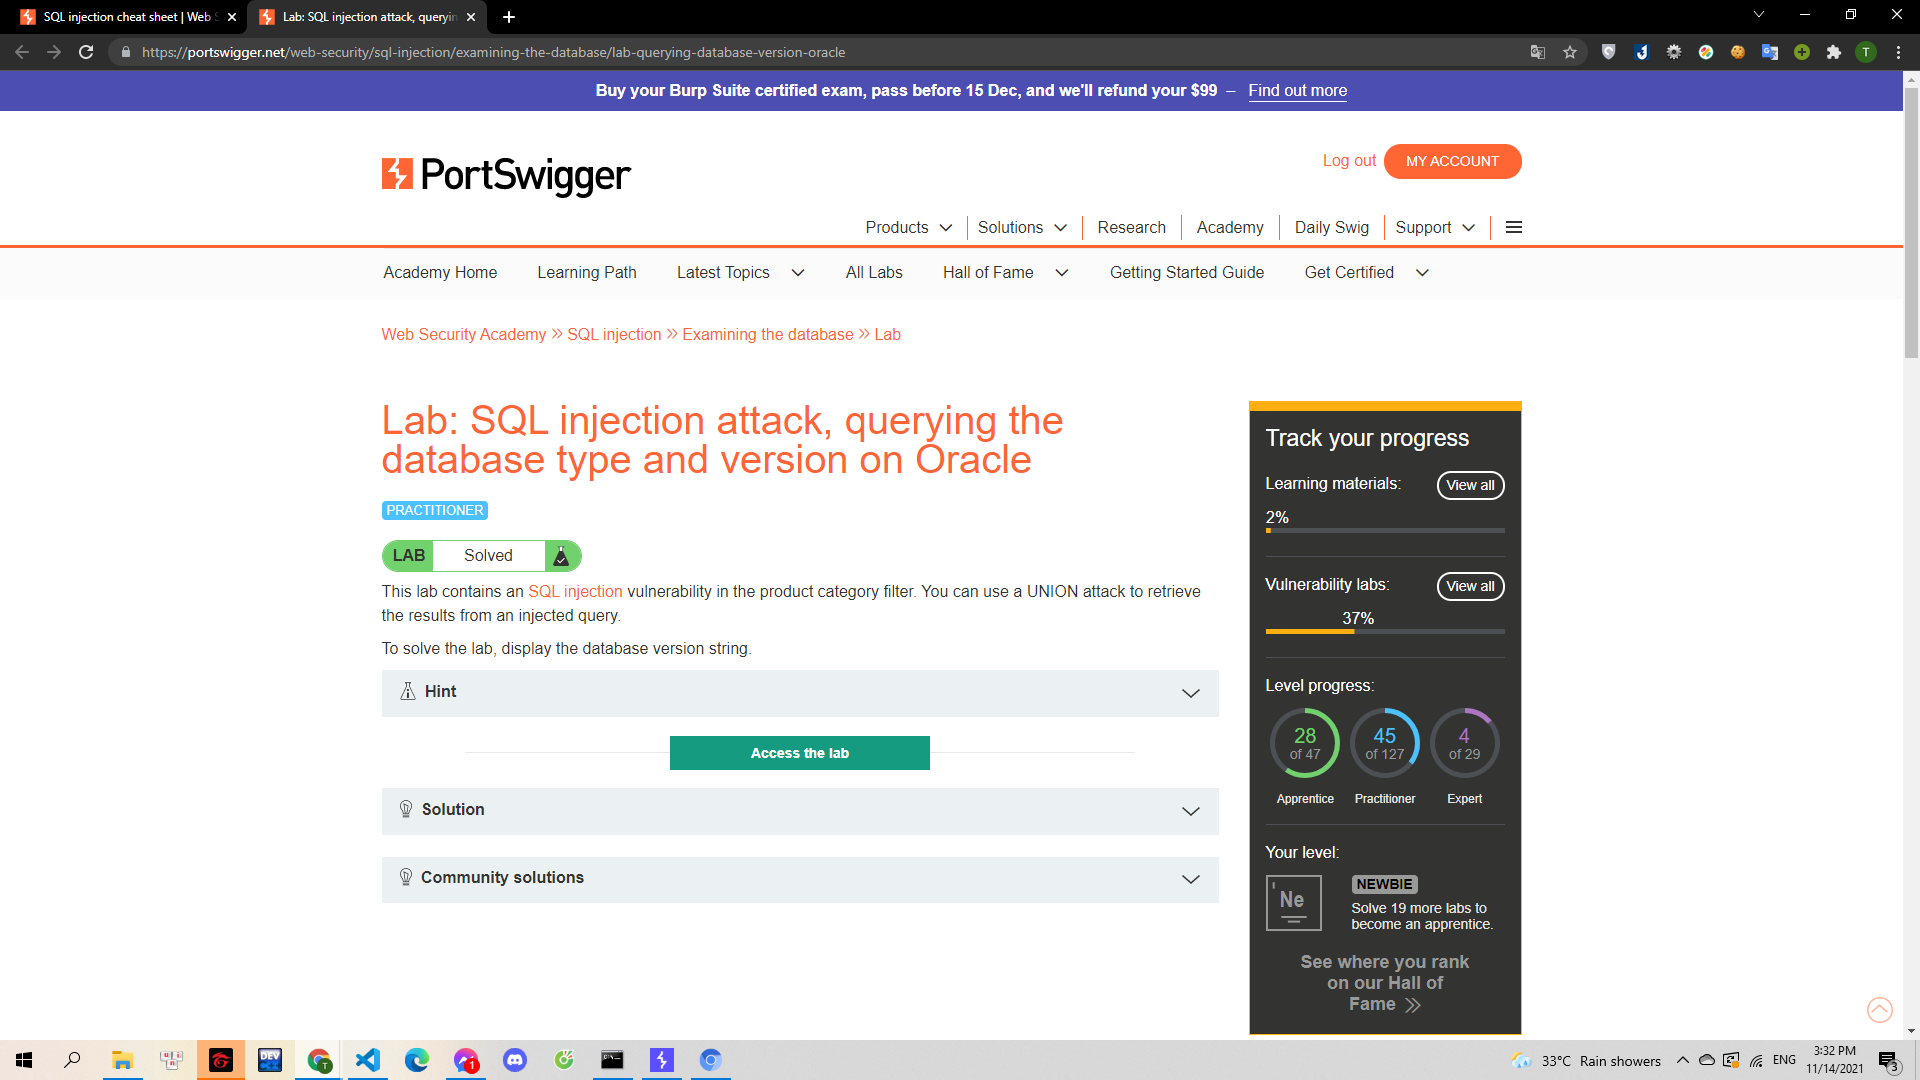 SQL injection cheat sheet | Web S
Lab: SQL injection attack, queryin
https://portswigger.net/web-security/sql-injection/examining-the-database/lab-querying-database-version-oracle
T
Buy your Burp Suite certified exam, pass before 15 Dec, and we'll refund your $99 – Find out more
PortSwigger
Log out
MY ACCOUNT
Products
Solutions
Research
Academy
Daily Swig
Support
Academy Home
Learning Path
Latest Topics
All Labs
Hall of Fame
Getting Started Guide
Get Certified
Web Security Academy » SQL injection » Examining the database » Lab
Lab: SQL injection attack, querying the
database type and version on Oracle
PRACTITIONER
LAB
Solved
This lab contains an SQL injection vulnerability in the product category filter. You can use a UNION attack to retrieve
the results from an injected query.
To solve the lab, display the database version string.
Hint
Access the lab
Solution
Community solutions
Track your progress
Learning materials:
View all
2%
Vulnerability labs:
View all
37%
Level progress:
28
of 47
45
of 127
4
of 29
Apprentice
Practitioner
Expert
Your level:
Ne
NEWBIE
Solve 19 more labs to
become an apprentice.
See where you rank
on our Hall of
Fame »
DEV
T
1
33°C Rain showers
ENG
3:32 PM
11/14/2021
3